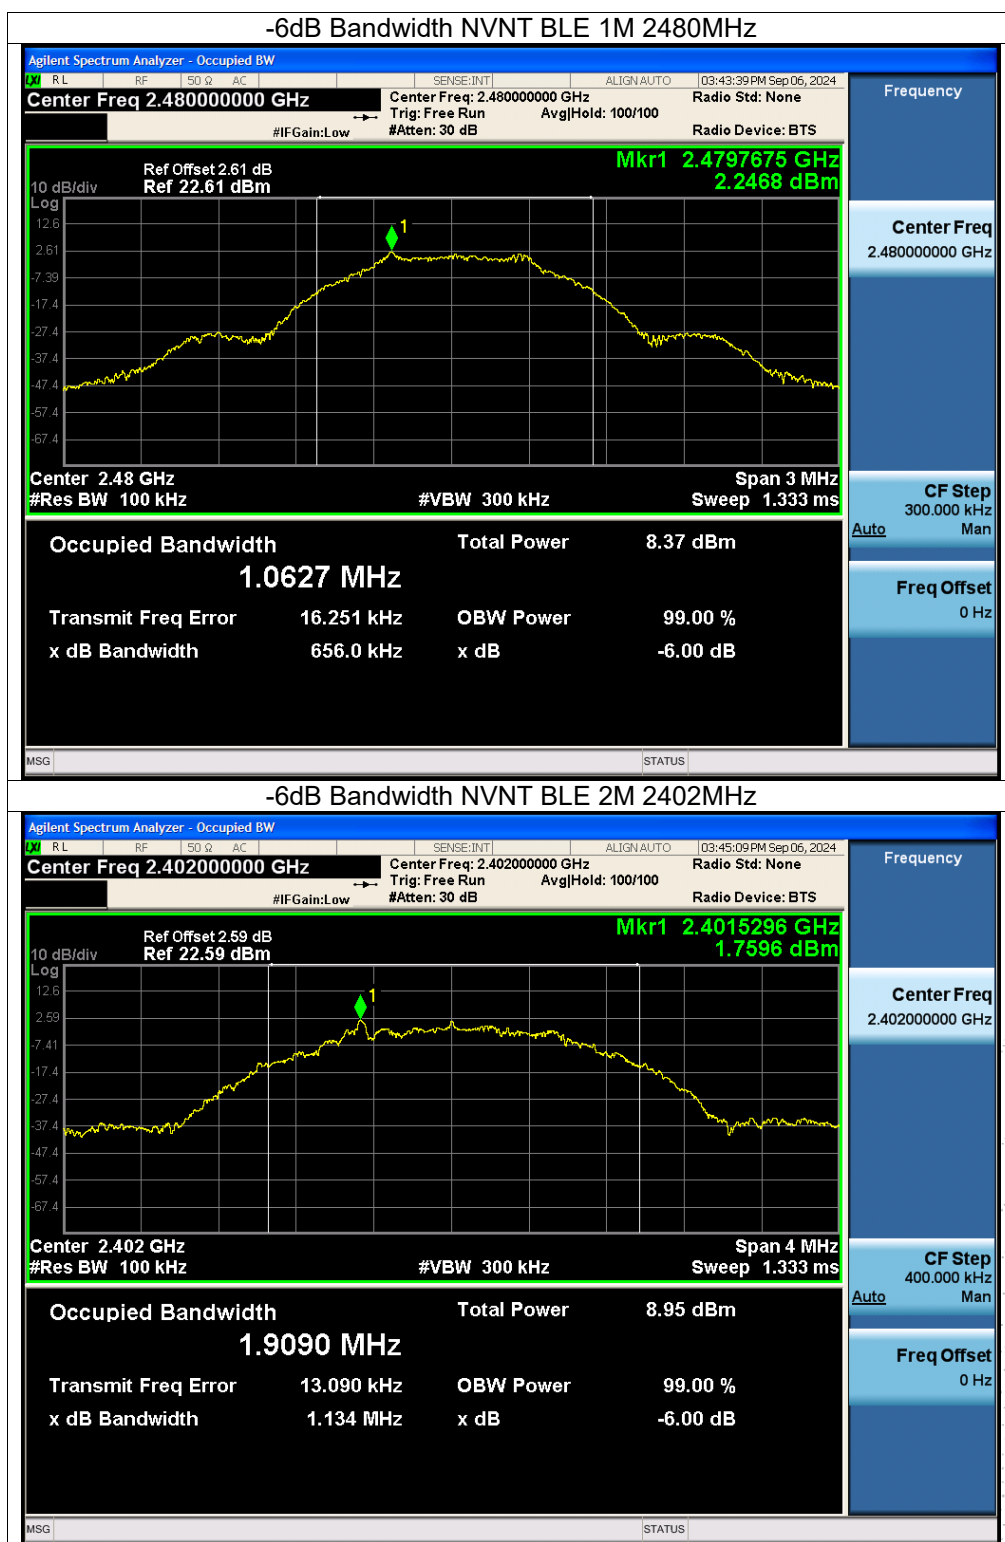 -6dB Bandwidth NVNT BLE 1M 2480MHz
Agilent Spectrum Analyzer - Occupied BW
LXI RL RF 50 Ω AC SENSE:INT ALIGN AUTO 03:43:39 PM Sep 06, 2024
Center Freq 2.480000000 GHz
Center Freq: 2.480000000 GHz
Radio Std: None
Trig: Free Run Avg|Hold: 100/100
#IFGain:Low #Atten: 30 dB
Radio Device: BTS
Frequency
Mkr1 2.4797675 GHz
2.2468 dBm
Ref Offset 2.61 dB
10 dB/div Ref 22.61 dBm
Log
12.6
2.61
-7.39
-17.4
-27.4
-37.4
-47.4
-57.4
-67.4
1
Center 2.48 GHz Span 3 MHz
#Res BW 100 kHz #VBW 300 kHz Sweep 1.333 ms
Center Freq
2.480000000 GHz
CF Step
300.000 kHz
Auto Man
Freq Offset
0 Hz
Occupied Bandwidth Total Power 8.37 dBm
1.0627 MHz
Transmit Freq Error 16.251 kHz OBW Power 99.00 %
x dB Bandwidth 656.0 kHz x dB -6.00 dB
MSG STATUS
-6dB Bandwidth NVNT BLE 2M 2402MHz
Agilent Spectrum Analyzer - Occupied BW
LXI RL RF 50 Ω AC SENSE:INT ALIGN AUTO 03:45:09 PM Sep 06, 2024
Center Freq 2.402000000 GHz
Center Freq: 2.402000000 GHz
Radio Std: None
Trig: Free Run Avg|Hold: 100/100
#IFGain:Low #Atten: 30 dB
Radio Device: BTS
Frequency
Mkr1 2.4015296 GHz
1.7596 dBm
Ref Offset 2.59 dB
10 dB/div Ref 22.59 dBm
Log
12.6
2.59
-7.41
-17.4
-27.4
-37.4
-47.4
-57.4
-67.4
1
Center 2.402 GHz Span 4 MHz
#Res BW 100 kHz #VBW 300 kHz Sweep 1.333 ms
Center Freq
2.402000000 GHz
CF Step
400.000 kHz
Auto Man
Freq Offset
0 Hz
Occupied Bandwidth Total Power 8.95 dBm
1.9090 MHz
Transmit Freq Error 13.090 kHz OBW Power 99.00 %
x dB Bandwidth 1.134 MHz x dB -6.00 dB
MSG STATUS